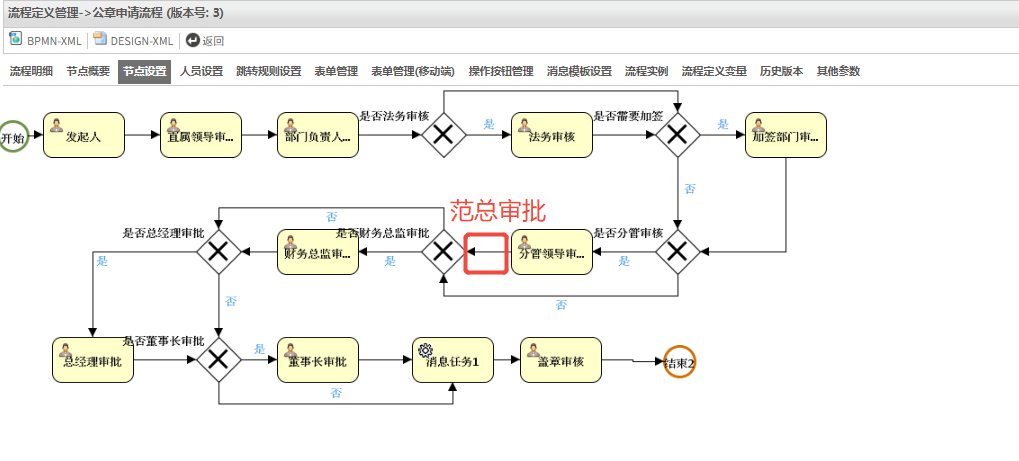 流程定义管理->公章申请流程 (版本号: 3)
BPMN-XML DESIGN-XML 返回
流程明细 节点概要 节点设置 人员设置 跳转规则设置 表单管理 表单管理(移动端) 操作按钮管理 消息模板设置 流程实例 流程定义变量 历史版本 其他参数
开始
发起人
直属领导审...
部门负责人...
是否法务审核
是
法务审核
是否需要加签
是
加签部门审...
否
范总审批
是否总经理审批
否
财务总监审...
是否财务总监审批
是
分管领导审...
是否分管审核
是
是
否
否
总经理审批
是否董事长审批
是
董事长审批
消息任务1
盖章审核
结束2
否